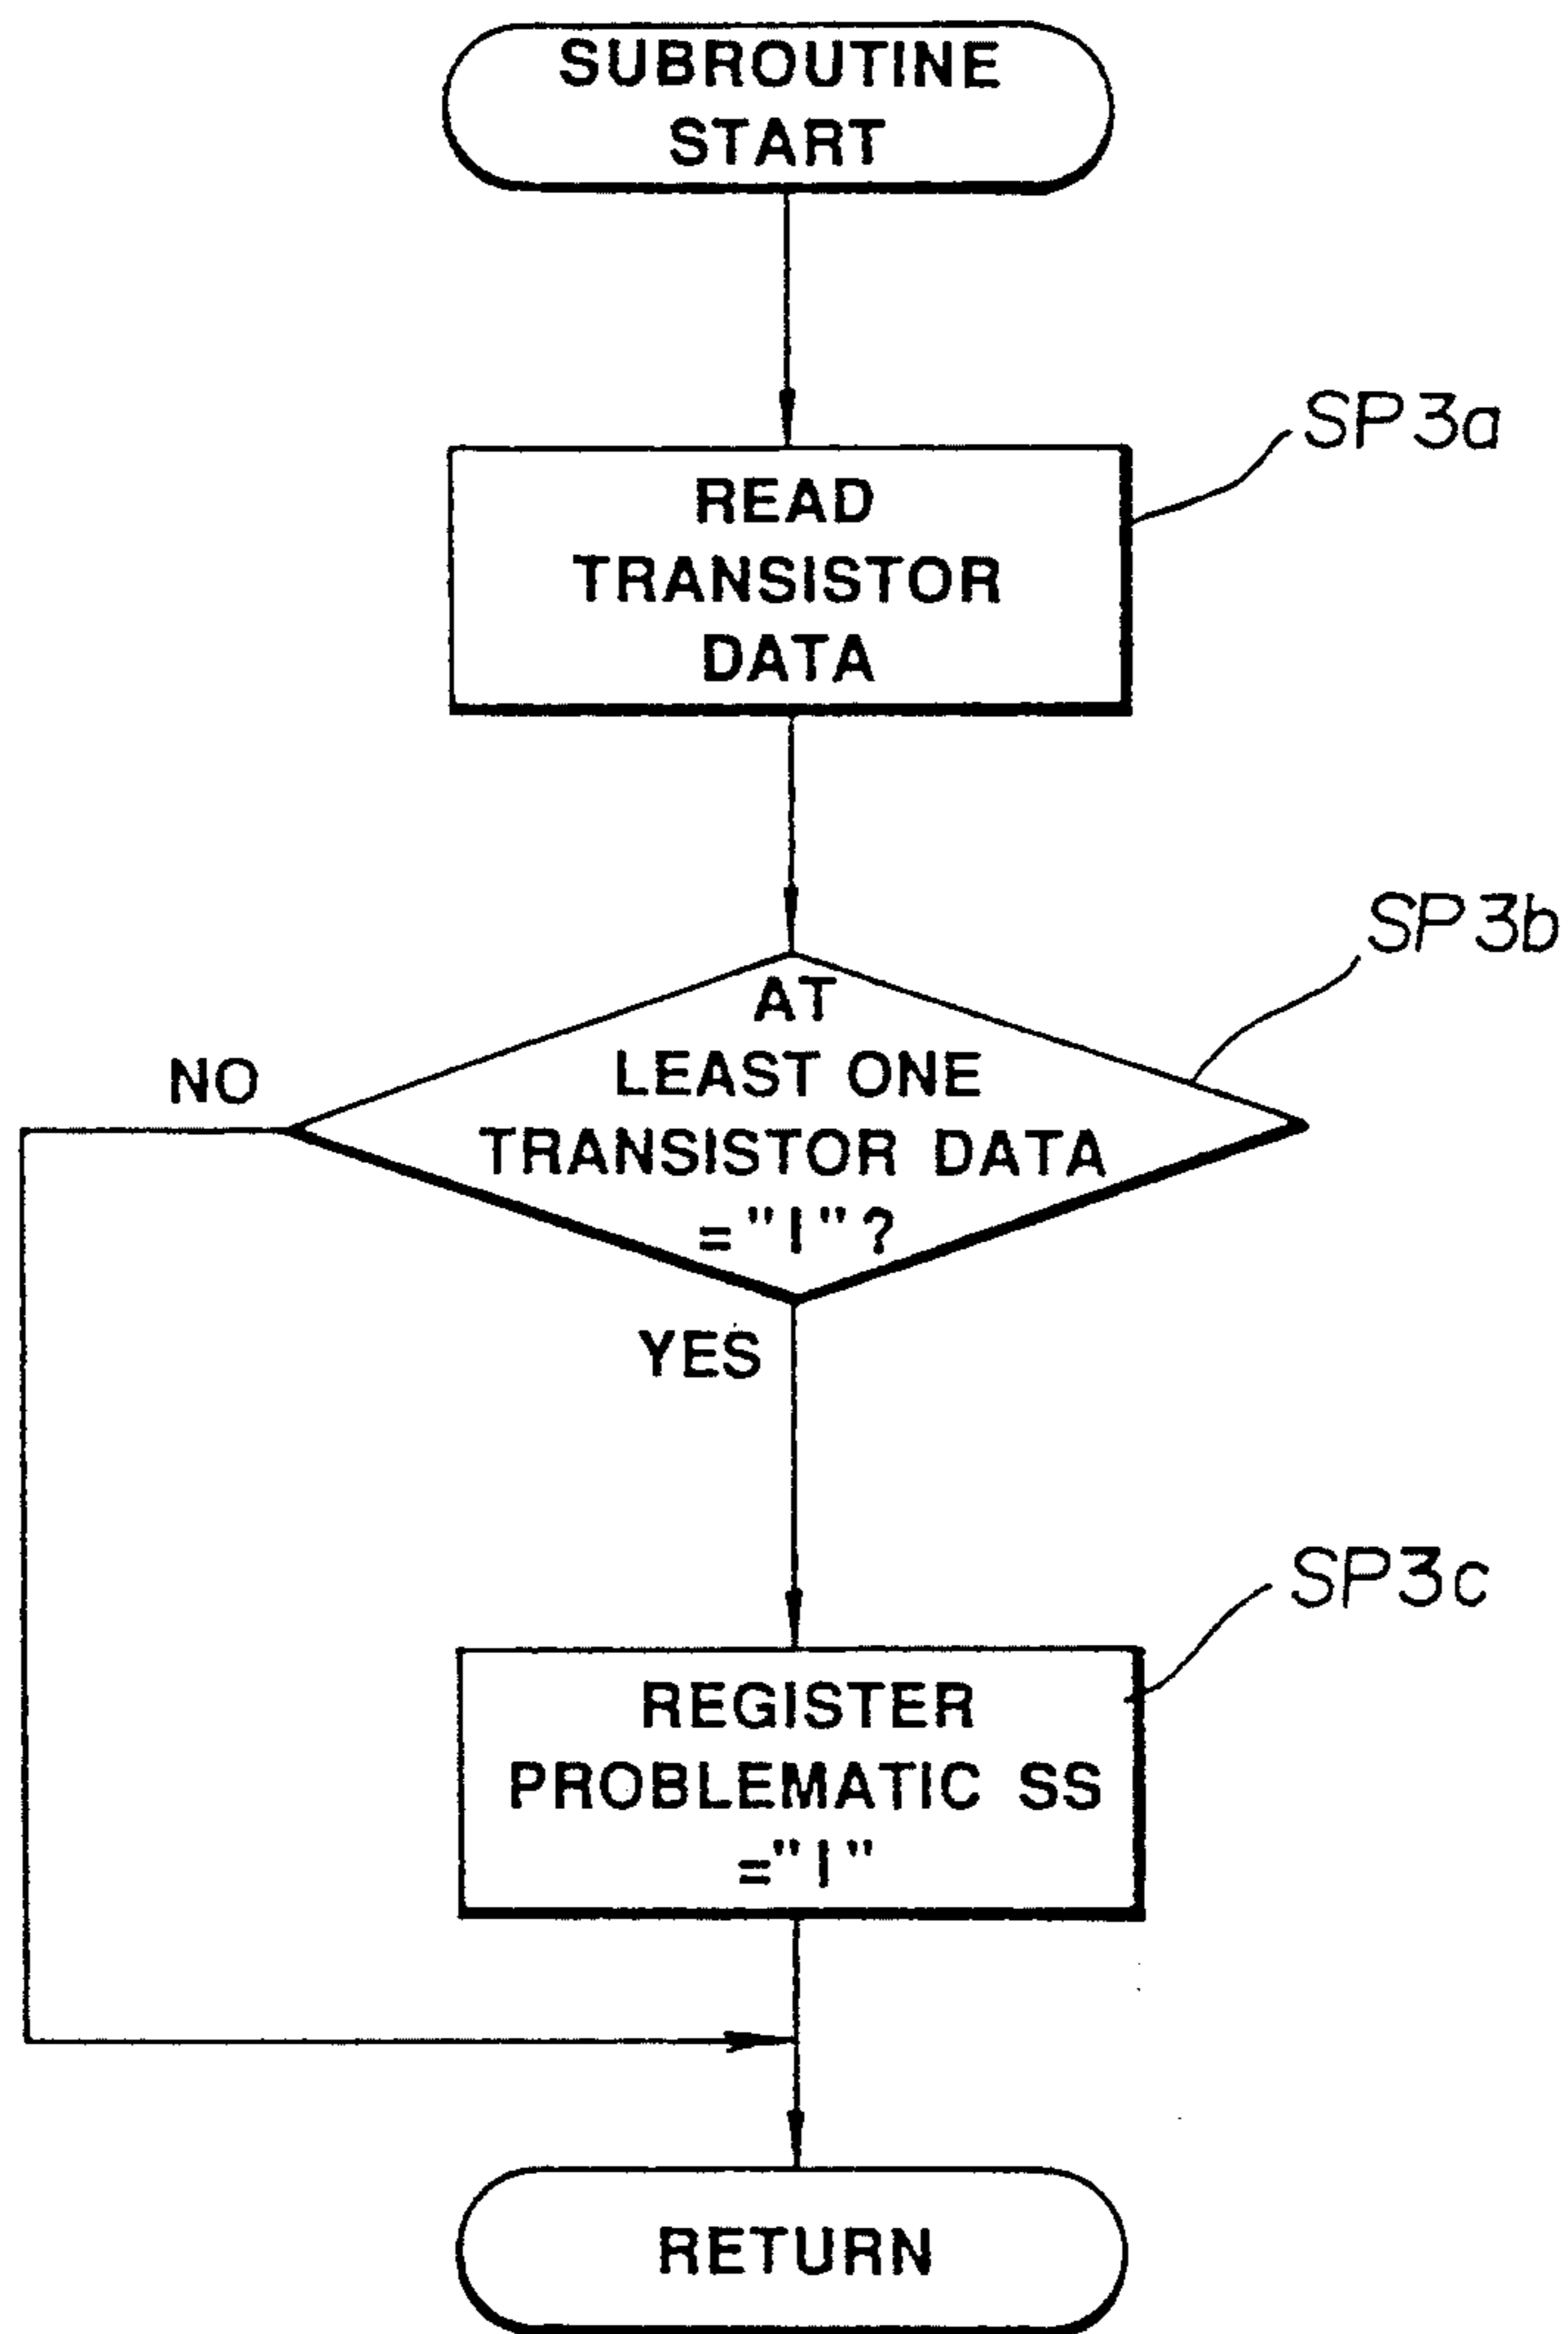 SUBROUTINE
START
SP3a
READ
TRANSISTOR
DATA
SP3b
AT
LEAST ONE
TRANSISTOR DATA
="1"?
NO
YES
SP3c
REGISTER
PROBLEMATIC SS
="1"
RETURN